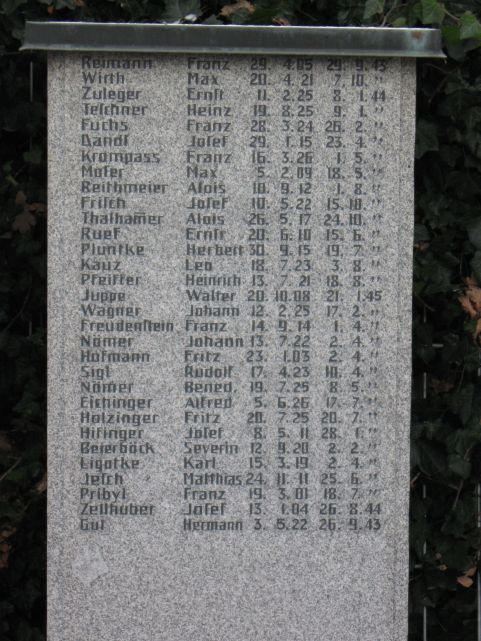 Reimann Franz 29. 4.05 29. 9.43
Wirth Max 20. 4.21 7.10. "
Zuleger Ernst 11. 2.25 8. 1.44
Teschner Heinz 19. 8.25 9. 1. "
Fuchs Franz 28. 3.24 26. 2. "
Dandl Josef 29. 1.15 23. 4. "
Krompass Franz 16. 3.26 1. 5. "
Moser Max 5. 2.09 18. 5. "
Reithmeier Alois 10. 9.12 1. 8. "
Frisch Josef 10. 5.22 15.10. "
Thalhamer Alois 26. 5.17 24.10. "
Ruef Ernst 20. 6.10 15. 6. "
Pluntke Herbert 30. 9.15 19. 7. "
Kauz Leo 18. 7.23 3. 8. "
Pfeiffer Heinrich 13. 7.21 18. 8. "
Juppe Walter 20.10.08 21. 1.45
Wagner Johann 12. 2.25 17. 2. "
Freudenstein Franz 14. 9.14 1. 4. "
Nömer Johann 13. 7.22 2. 4. "
Hofmann Fritz 23. 1.03 2. 4. "
Sigl Rudolf 17. 4.23 10. 4. "
Nömer Bened. 19. 7.25 8. 5. "
Eichinger Alfred 5. 6.26 17. 7. "
Holzinger Fritz 20. 7.25 20. 7. "
Hifinger Josef 8. 5.11 28. 1. "
Beierböck Severin 12. 9.20 2. 2. "
Ligotke Karl 15. 3.19 2. 4. "
Jesch Matthias 24. 11.11 25. 6. "
Pribyl Franz 19. 3.01 18. 7. "
Zellhuber Josef 13. 1.04 26. 8.44
Gut Hermann 3. 5.22 26. 9.43